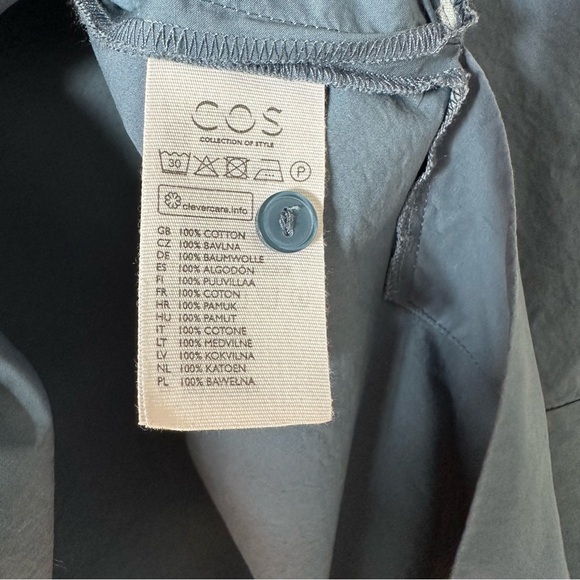 COS
COLLECTION OF STYLE
30 P
clevercare.info
GB 100% COTTON
CZ 100% BAVLNA
DE 100% BAUMWOLLE
ES 100% ALGODÓN
FI 100% PUUVILLAA
FR 100% COTON
HR 100% PAMUK
HU 100% PAMUT
IT 100% COTONE
LT 100% MEDVILNE
LV 100% KOKVILNA
NL 100% KATOEN
PL 100% BAWEŁNA